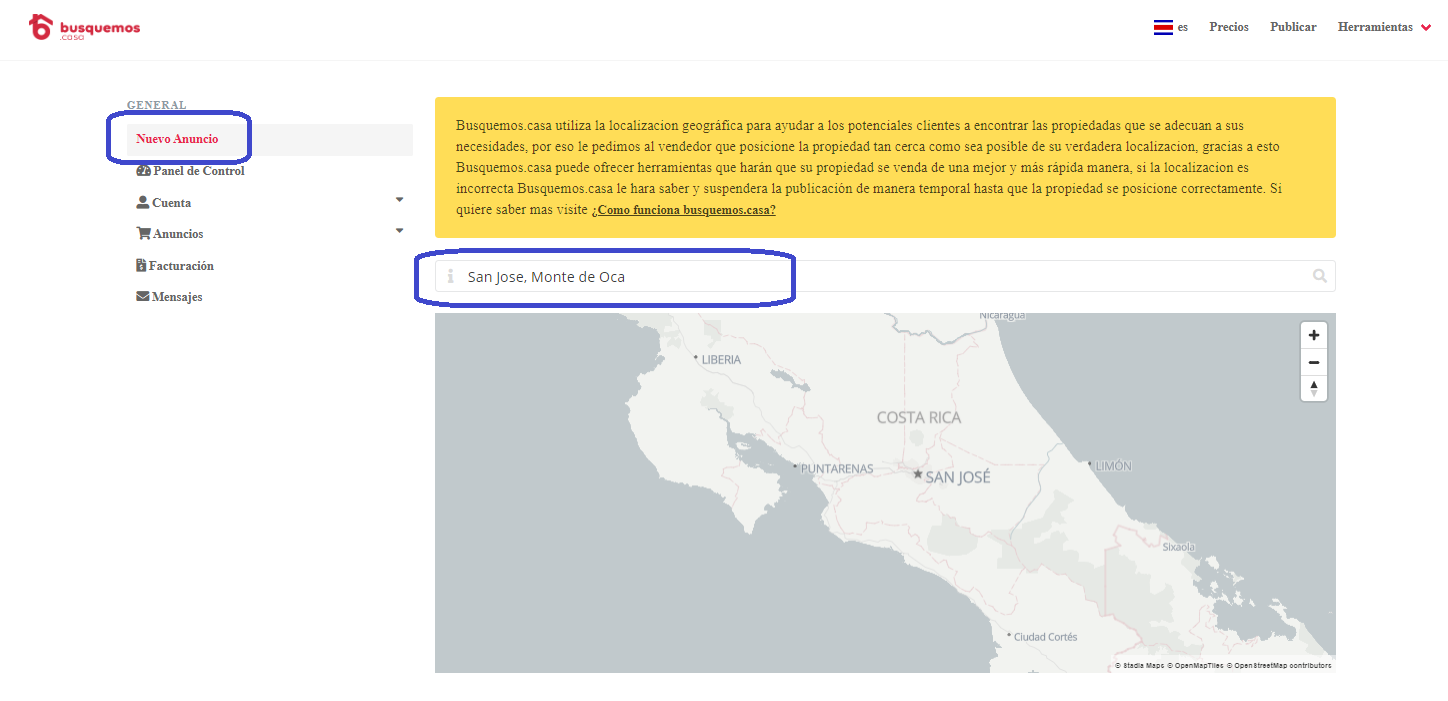 busquemos
.casa
es Precios Publicar Herramientas
GENERAL
Nuevo Anuncio
Panel de Control
Cuenta
Anuncios
Facturación
Mensajes
Busquemos.casa utiliza la localizacion geográfica para ayudar a los potenciales clientes a encontrar las propiedadas que se adecuan a sus
necesidades, por eso le pedimos al vendedor que posicione la propiedad tan cerca como sea posible de su verdadera localizacion, gracias a esto
Busquemos.casa puede ofrecer herramientas que harán que su propiedad se venda de una mejor y más rápida manera, si la localizacion es
incorrecta Busquemos.casa le hara saber y suspendera la publicación de manera temporal hasta que la propiedad se posicione correctamente. Si
quiere saber mas visite ¿Como funciona busquemos.casa?
San Jose, Monte de Oca
Nicaragua
LIBERIA
COSTA RICA
PUNTARENAS
SAN JOSÉ
LIMÓN
Sixaola
Ciudad Cortés
© Stadia Maps © OpenMapTiles © OpenStreetMap contributors